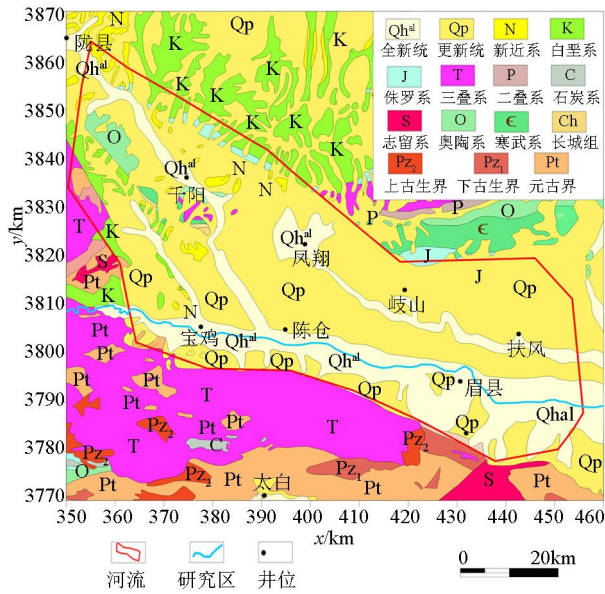 3870
3860
3850
3840
3830
3820
3810
3800
3790
3780
3770
y/km
350 360 370 380 390 400 410 420 430 440 450 460
x/km
Qhal Qp N K
全新统 更新统 新近系 白垩系
J T P C
侏罗系 三叠系 二叠系 石炭系
S O Є Ch
志留系 奥陶系 寒武系 长城组
Pz2 Pz1 Pt
上古生界 下古生界 元古界
N Qp
陇县 K K Qp
Qhal K K
K K
K K
O K K
Qhal N N
千阳
P P O
T K Qhal Є
凤翔 J
S Qp J
Pt Qp Qp Qp
K 岐山
N
Pt 宝鸡 Qhal 陈仓 扶风
Pt Qp Qp Qhal
Pt Pt Qp Qp 眉县
Pt T Qhal
Pz2 Pt Pt T Qp
T C Pz2
Pz2
O Pz2 Pt Pz1 Qp
Pt 太白 Pt S Pt
河流 研究区 井位
0 20km